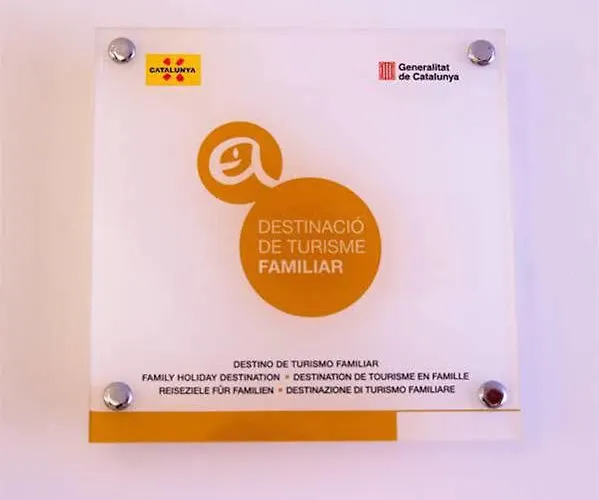 CATALUNYA
Generalitat
de Catalunya
DESTINACIÓ
DE TURISME
FAMILIAR
DESTINO DE TURISMO FAMILIAR
FAMILY HOLIDAY DESTINATION ▪ DESTINATION DE TOURISME EN FAMILLE
REISEZIELE FÜR FAMILIEN ▪ DESTINAZIONE DI TURISMO FAMILIARE